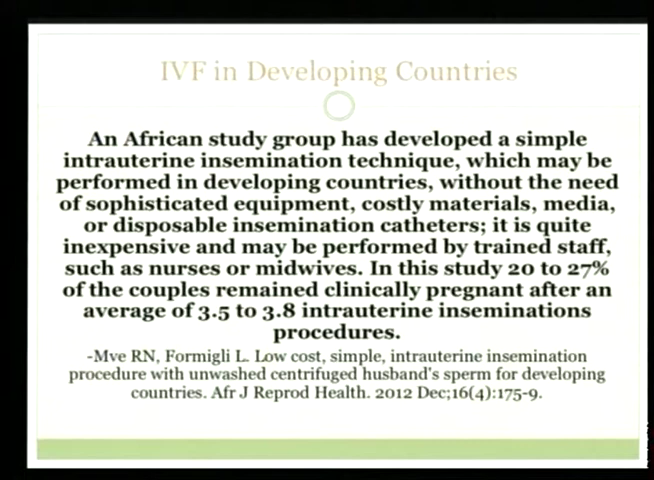 IVF in Developing Countries
An African study group has developed a simple
intrauterine insemination technique, which may be
performed in developing countries, without the need
of sophisticated equipment, costly materials, media,
or disposable insemination catheters; it is quite
inexpensive and may be performed by trained staff,
such as nurses or midwives. In this study 20 to 27%
of the couples remained clinically pregnant after an
average of 3.5 to 3.8 intrauterine inseminations
procedures.
-Mve RN, Formigli L. Low cost, simple, intrauterine insemination
procedure with unwashed centrifuged husband's sperm for developing
countries. Afr J Reprod Health. 2012 Dec;16(4):175-9.